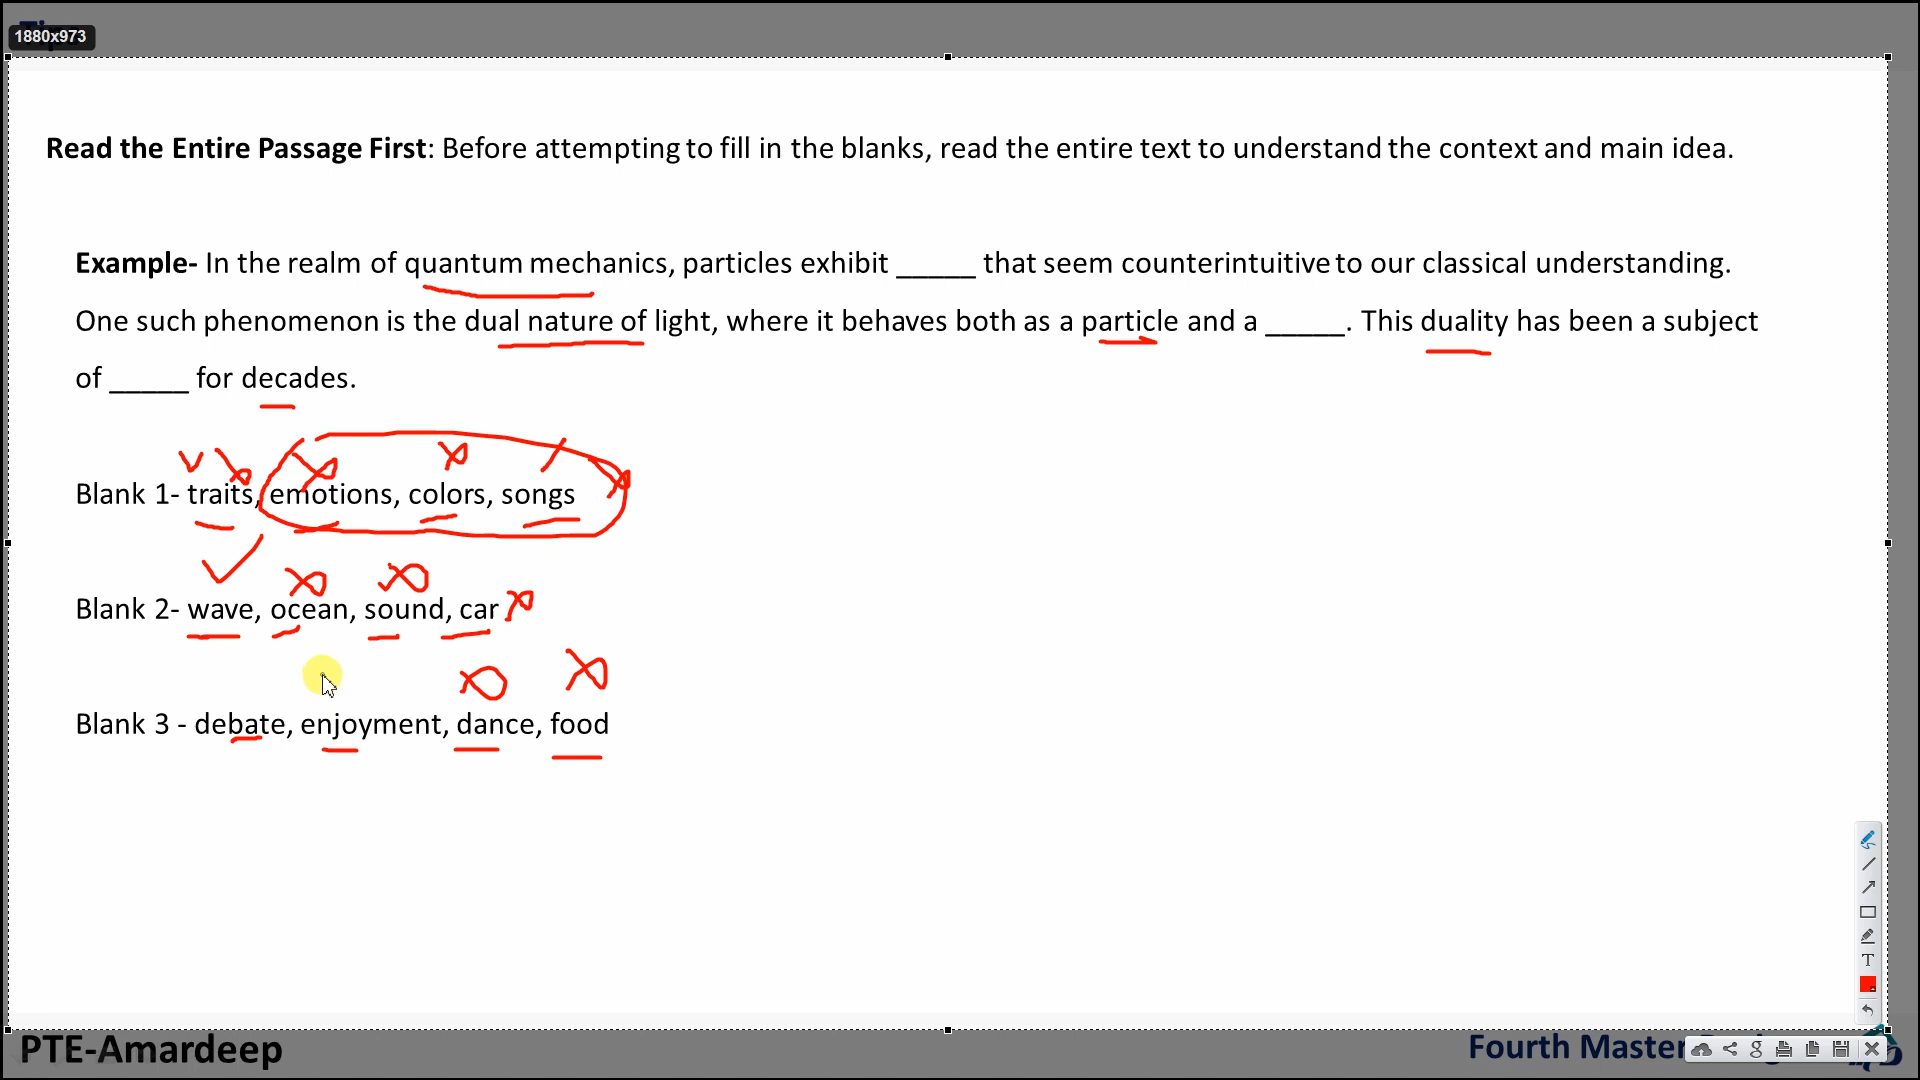 Tips
1880x973
Read the Entire Passage First: Before attempting to fill in the blanks, read the entire text to understand the context and main idea.
Example- In the realm of quantum mechanics, particles exhibit _____ that seem counterintuitive to our classical understanding.
One such phenomenon is the dual nature of light, where it behaves both as a particle and a _____. This duality has been a subject
of _____ for decades.
Blank 1- traits, emotions, colors, songs
Blank 2- wave, ocean, sound, car
Blank 3 - debate, enjoyment, dance, food
T
PTE-Amardeep
Fourth Master